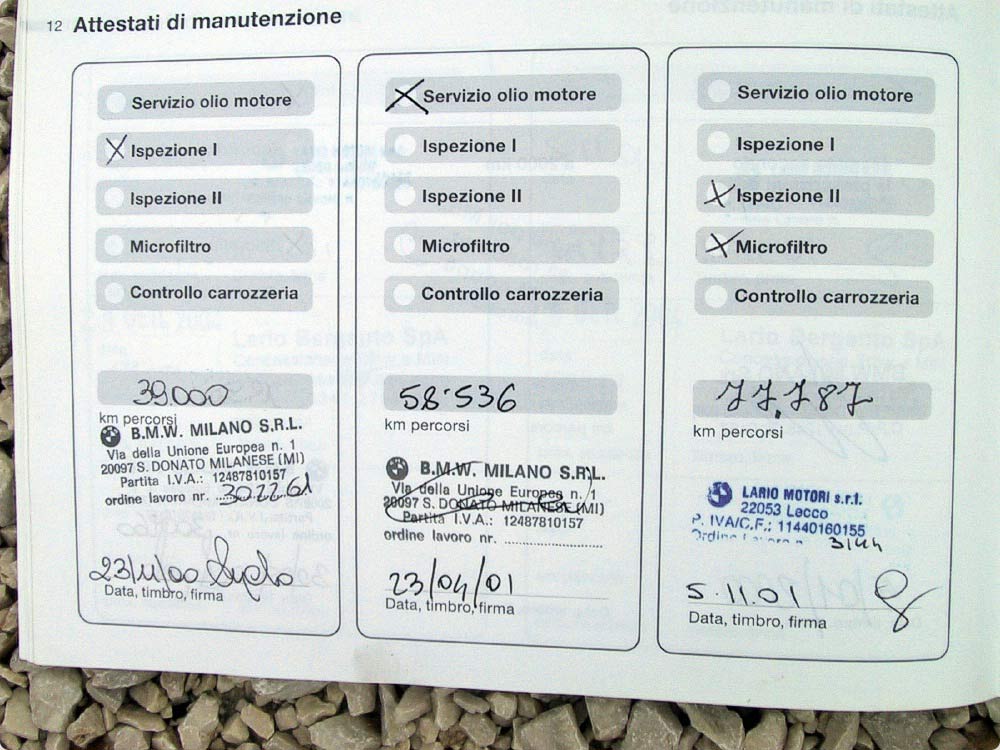 12 Attestati di manutenzione
Servizio olio motore
X Ispezione I
Ispezione II
Microfiltro
Controllo carrozzeria
39000
km percorsi
B.M.W. MILANO S.R.L.
Via della Unione Europea n. 1
20097 S. DONATO MILANESE (MI)
Partita I.V.A.: 12487810157
ordine lavoro nr. 302261
23/11/00
Data, timbro, firma
X Servizio olio motore
Ispezione I
Ispezione II
Microfiltro
Controllo carrozzeria
58.536
km percorsi
B.M.W. MILANO S.R.L.
Via della Unione Europea n. 1
20097 S. DONATO MILANESE (MI)
Partita I.V.A.: 12487810157
ordine lavoro nr.
23/04/01
Data, timbro, firma
Servizio olio motore
Ispezione I
X Ispezione II
X Microfiltro
Controllo carrozzeria
77.787
km percorsi
LARIO MOTORI s.r.l.
22053 Lecco
P. IVA/C.F.: 11440160155
Ordine lavoro n.
5.11.01
Data, timbro, firma